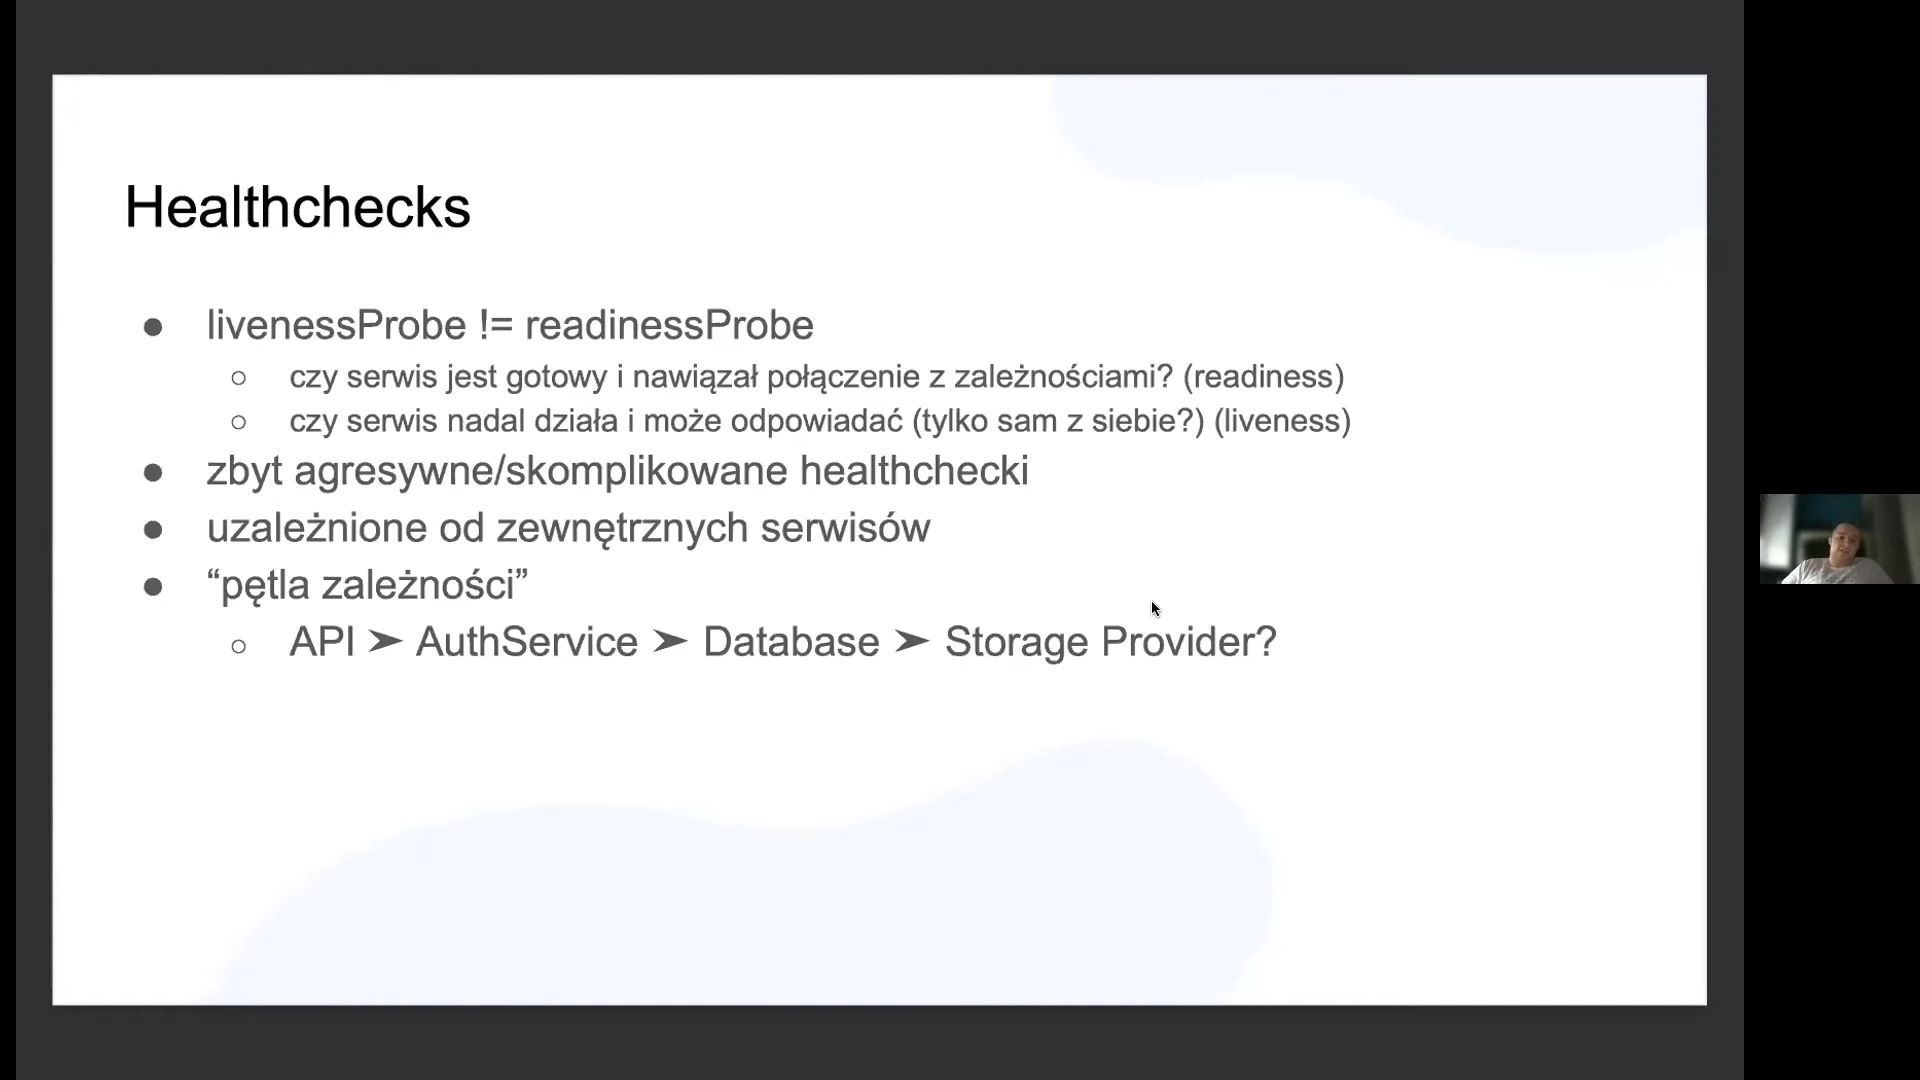 Healthchecks
● livenessProbe != readinessProbe
○ czy serwis jest gotowy i nawiązał połączenie z zależnościami? (readiness)
○ czy serwis nadal działa i może odpowiadać (tylko sam z siebie?) (liveness)
● zbyt agresywne/skomplikowane healthchecki
● uzależnione od zewnętrznych serwisów
● “pętla zależności”
○ API ➤ AuthService ➤ Database ➤ Storage Provider?